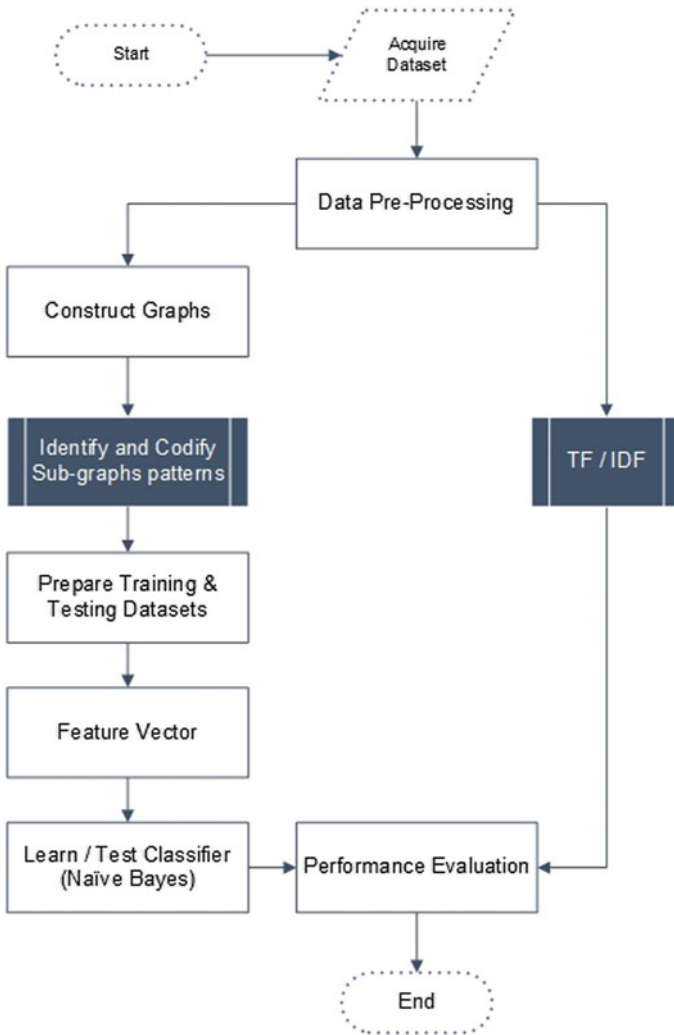 Start
Acquire
Dataset
Data Pre-Processing
Construct Graphs
Identify and Codify
Sub-graphs patterns
TF / IDF
Prepare Training &
Testing Datasets
Feature Vector
Learn / Test Classifier
(Naïve Bayes)
Performance Evaluation
End